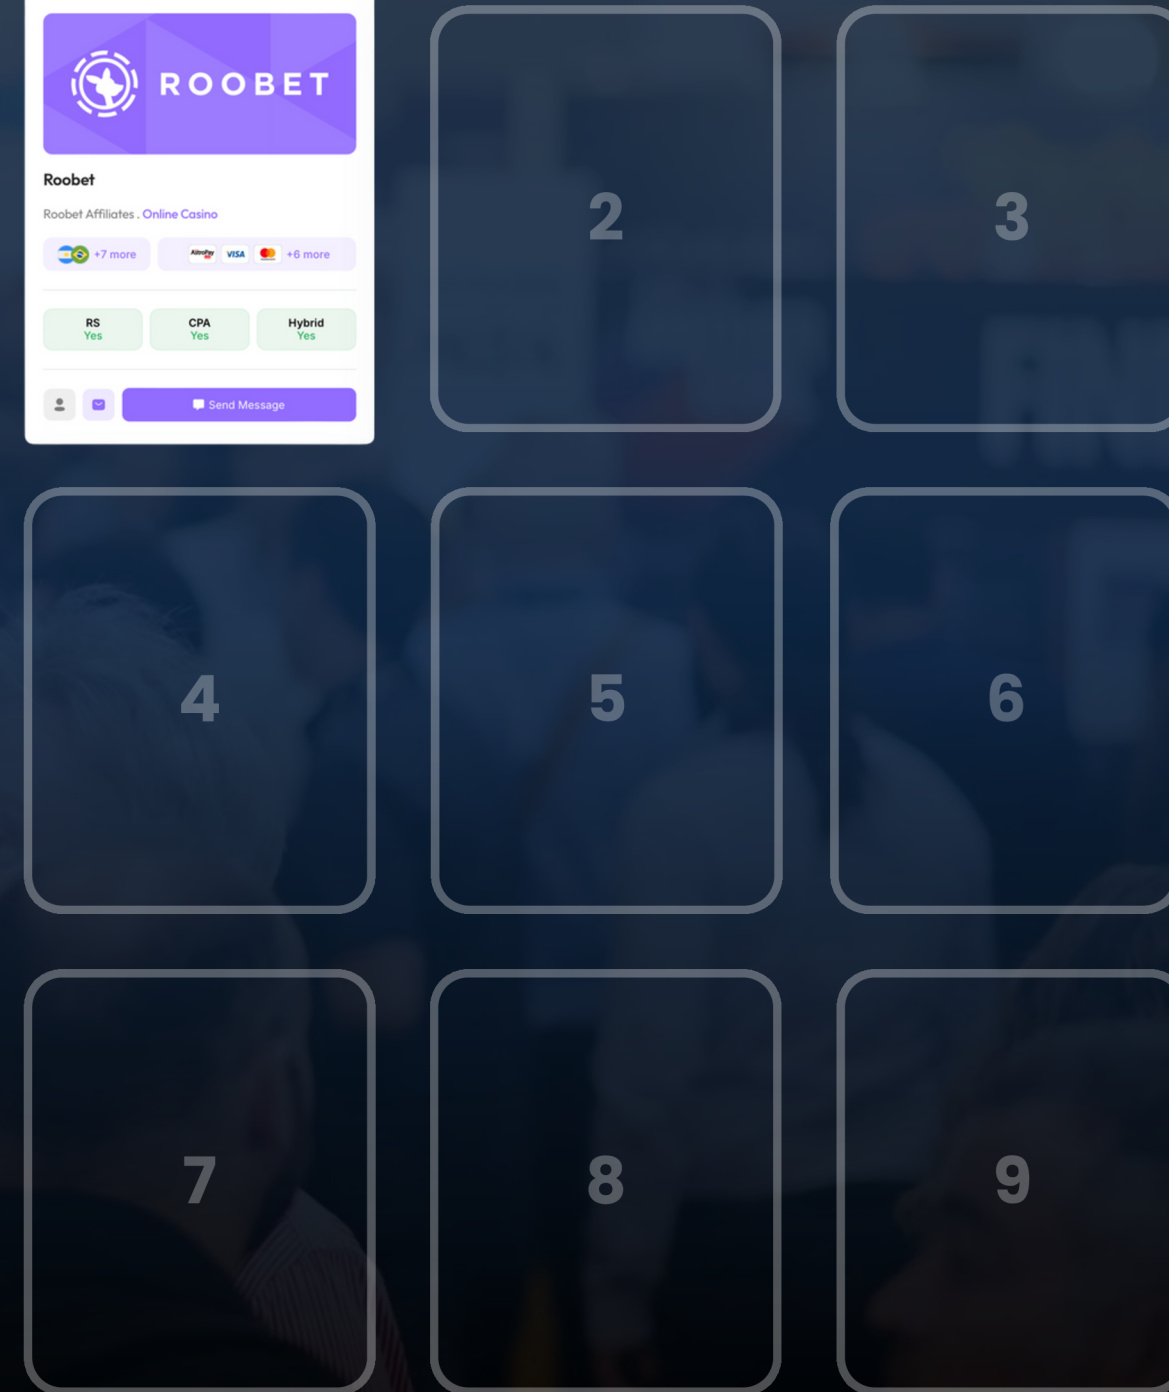 ROOBET
Roobet
Roobet Affiliates . Online Casino
+7 more
AstroPay VISA +6 more
RS CPA Hybrid
Yes Yes Yes
Send Message
2 3
4 5 6
7 8 9